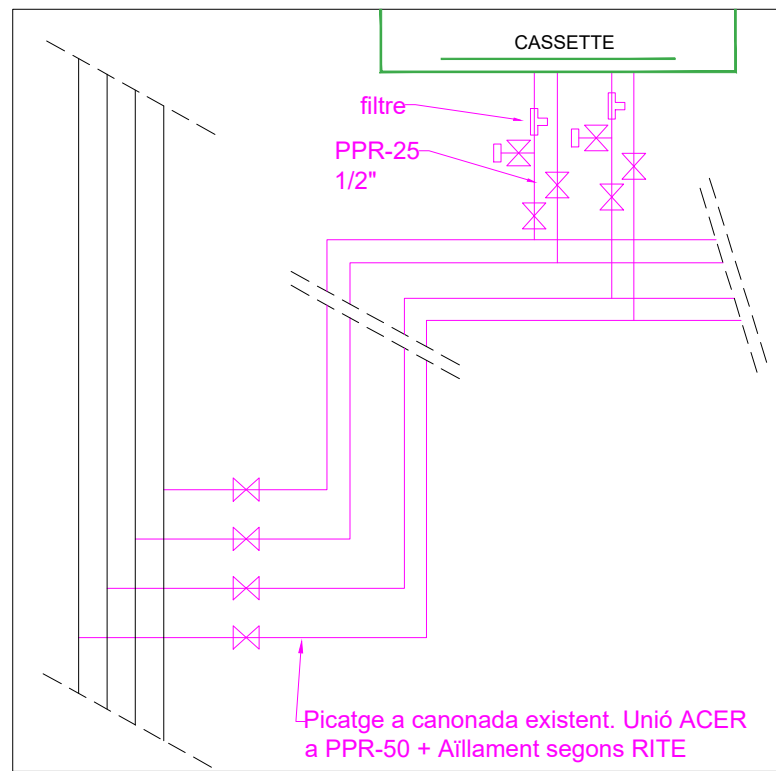 CASSETTE
filtre
PPR-25
1/2"
Picatge a canonada existent. Unió ACER
a PPR-50 + Aïllament segons RITE